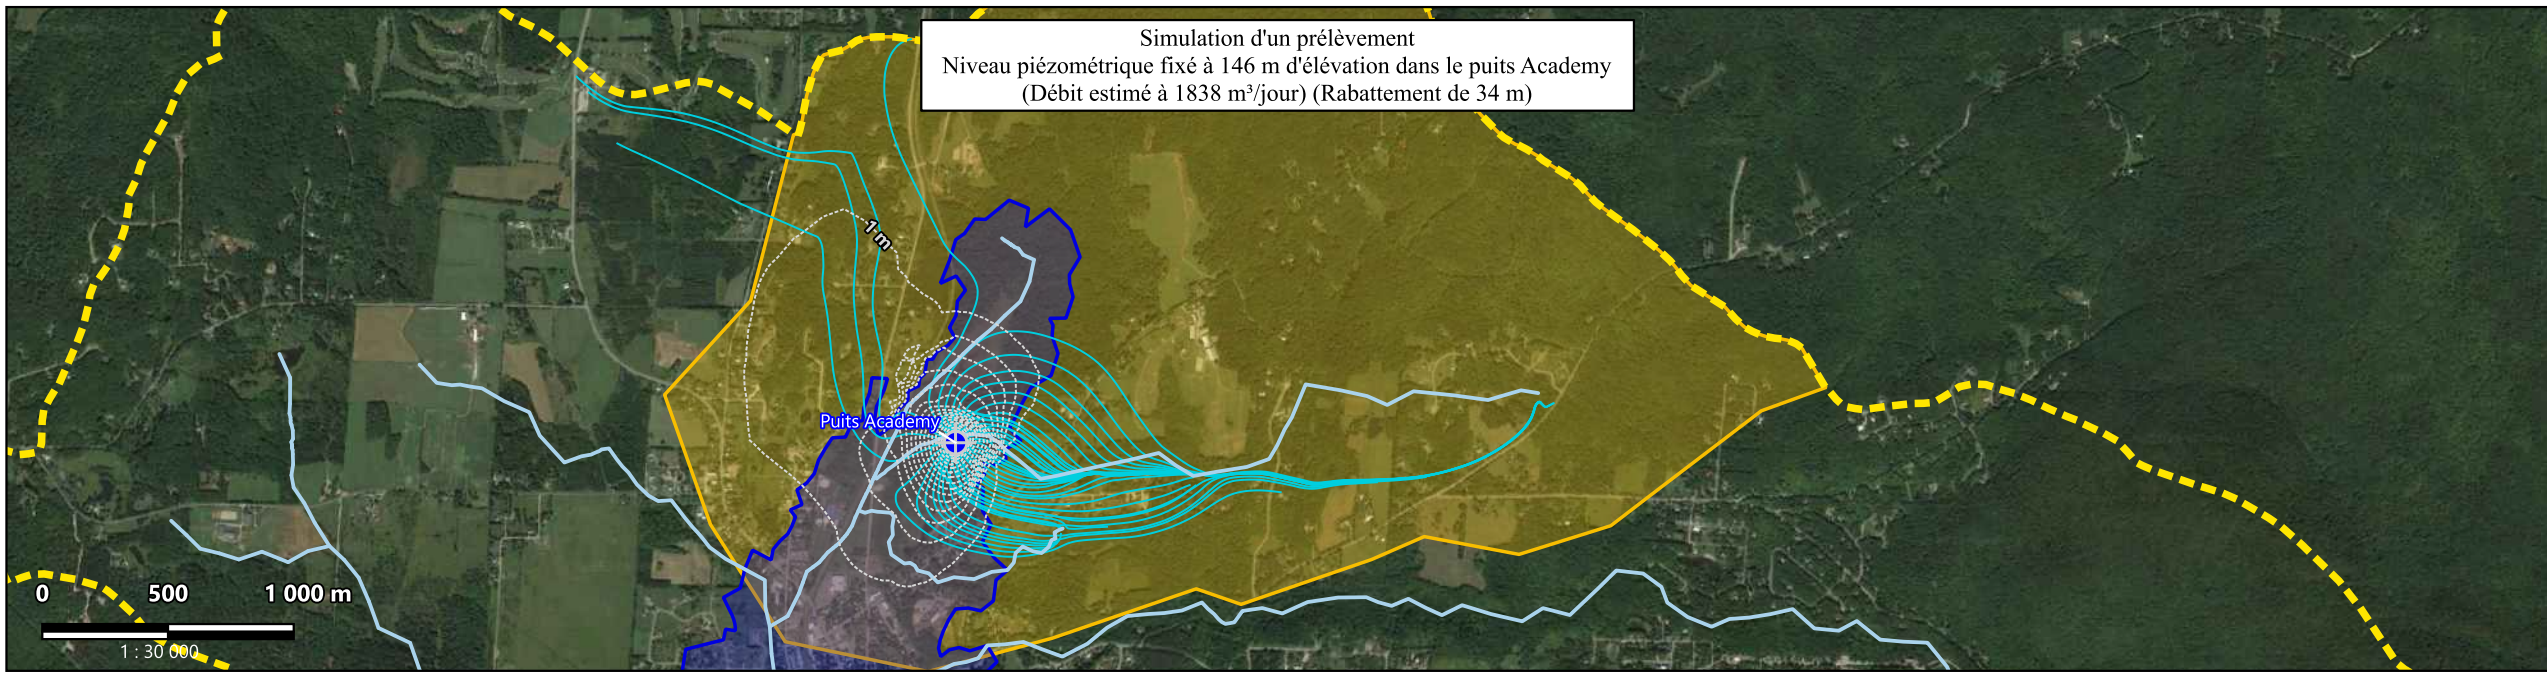 Simulation d'un prélèvement
Niveau piézométrique fixé à 146 m d'élévation dans le puits Academy
(Débit estimé à 1838 m³/jour) (Rabattement de 34 m)
1 m
Puits Academy
0 500 1 000 m
1 : 30 000